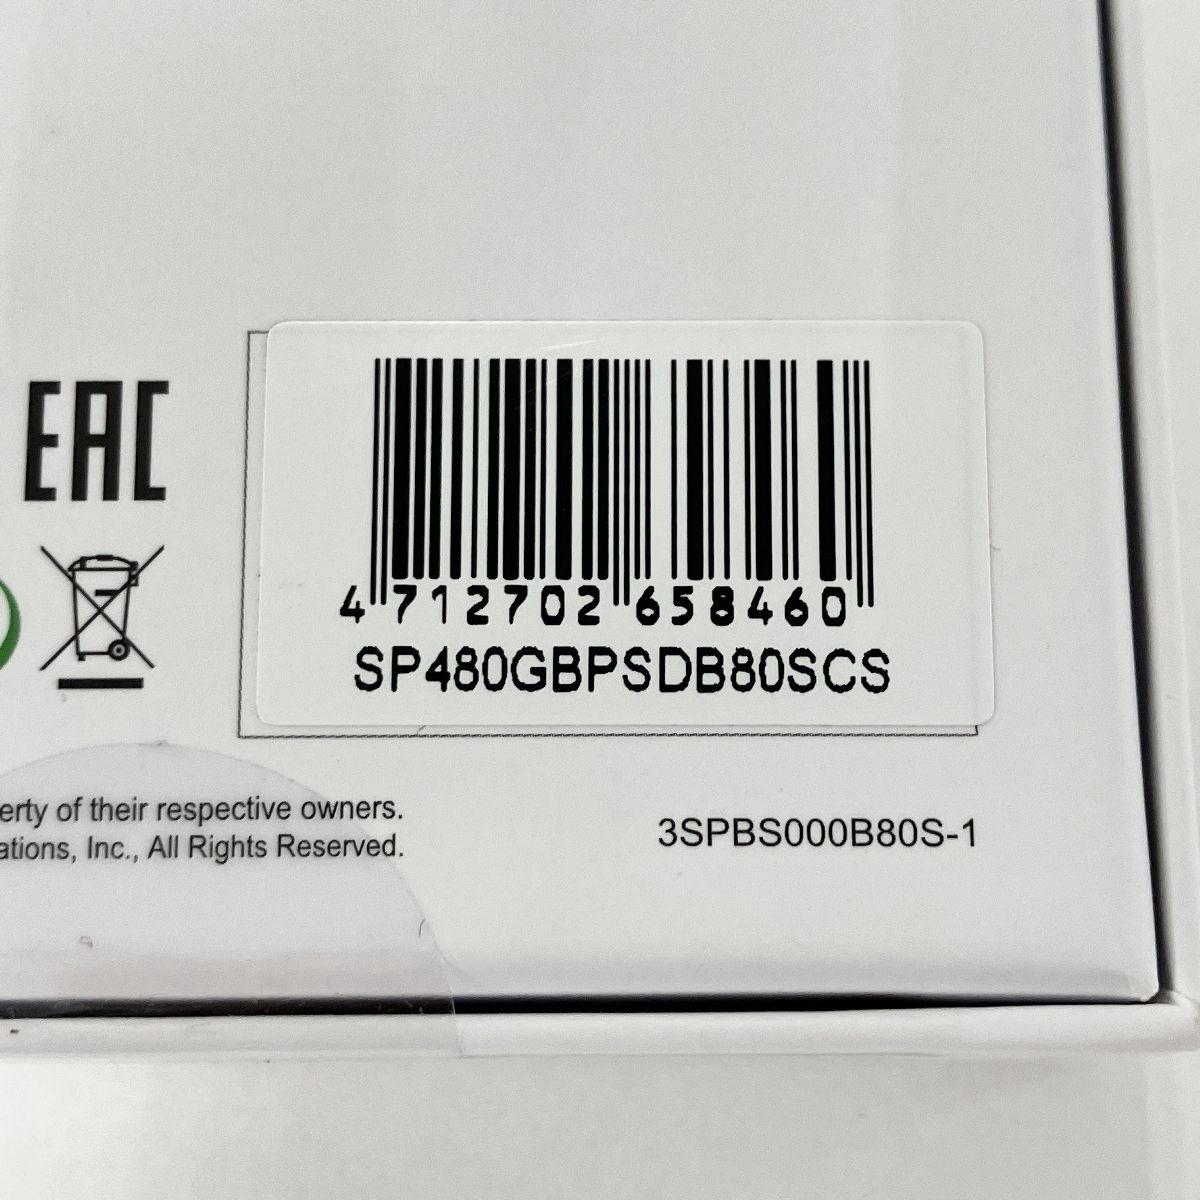 EAC
4 712702 658460
SP480GBPSDB80SCS
erty of their respective owners.
ations, Inc., All Rights Reserved.
3SPBS000B80S-1